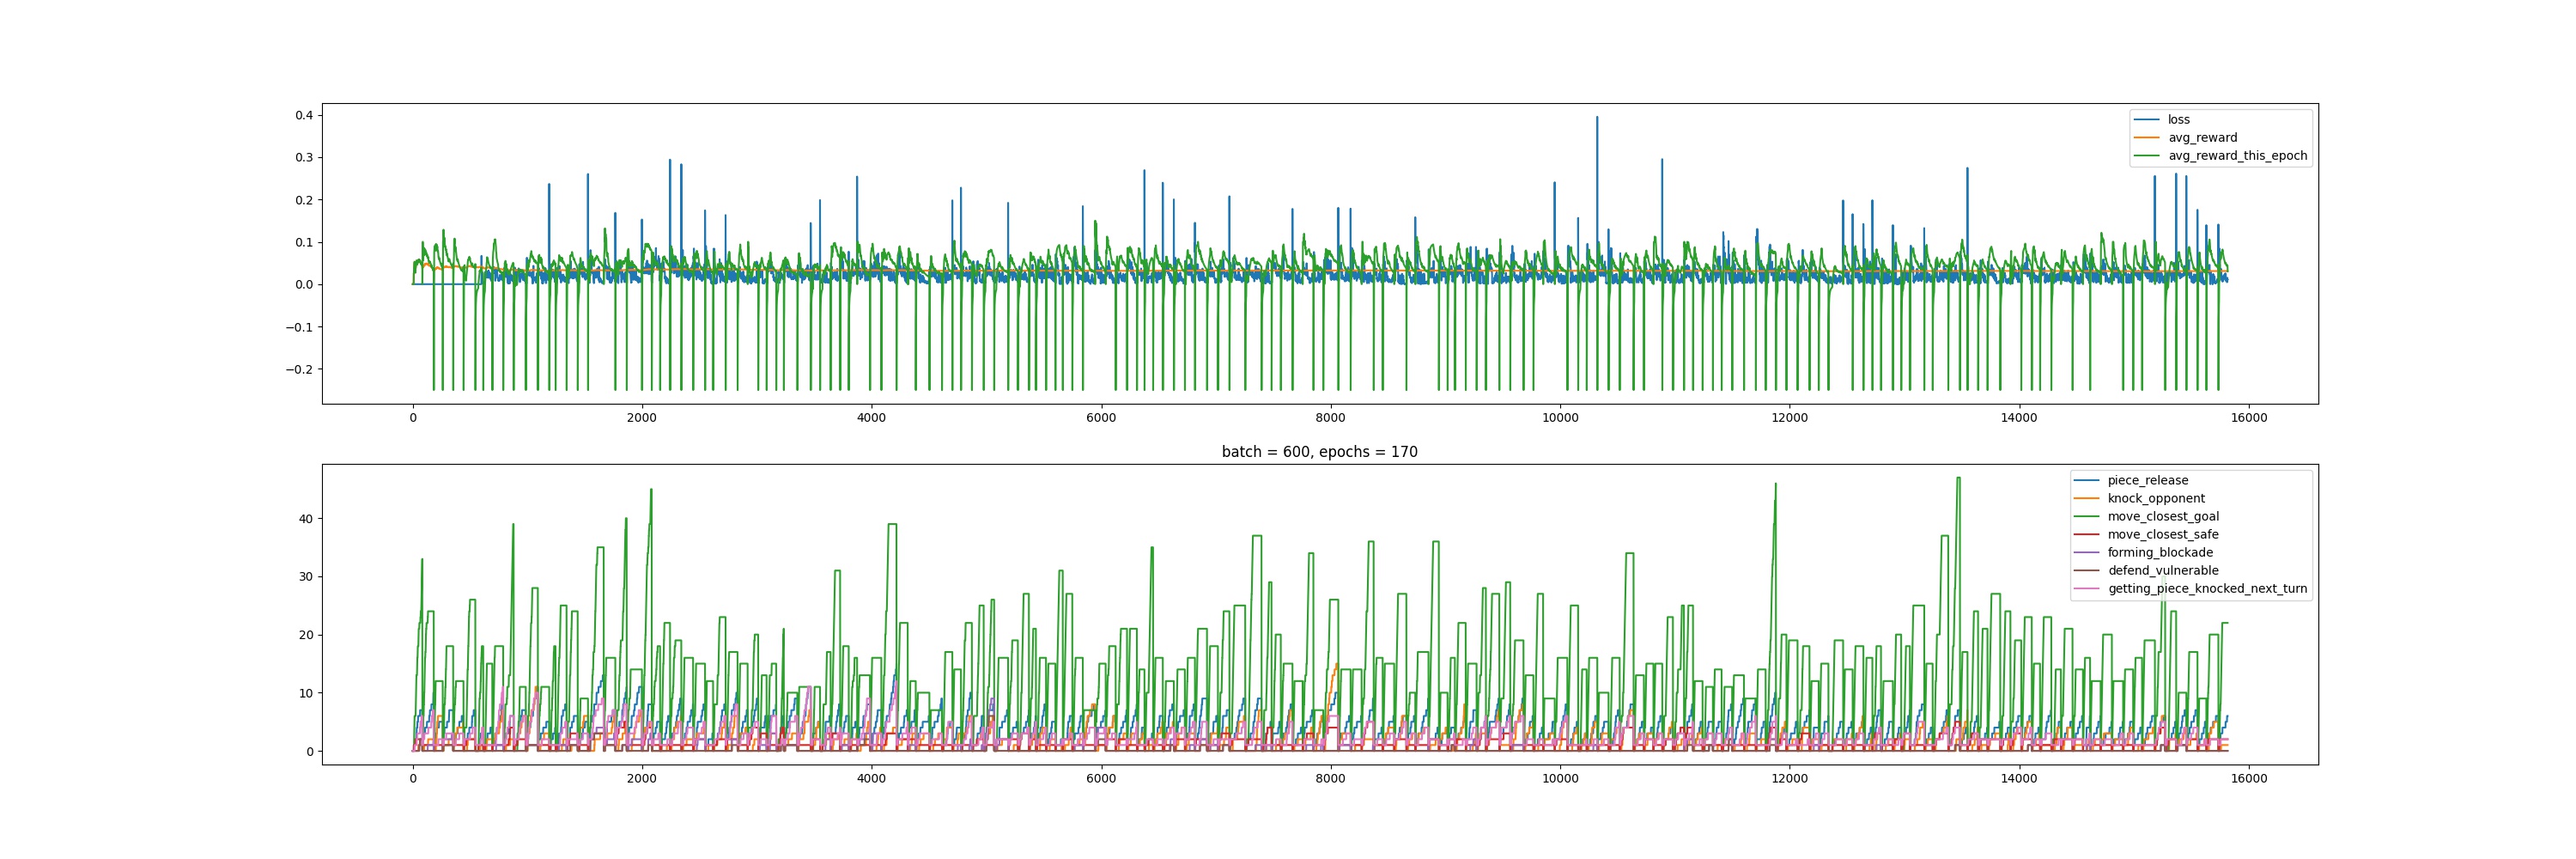 0.4
0.3
0.2
0.1
0.0
−0.1
−0.2
loss
avg_reward
avg_reward_this_epoch
0 2000 4000 6000 8000 10000 12000 14000 16000
batch = 600, epochs = 170
40
30
20
10
0
piece_release
knock_opponent
move_closest_goal
move_closest_safe
forming_blockade
defend_vulnerable
getting_piece_knocked_next_turn
0 2000 4000 6000 8000 10000 12000 14000 16000